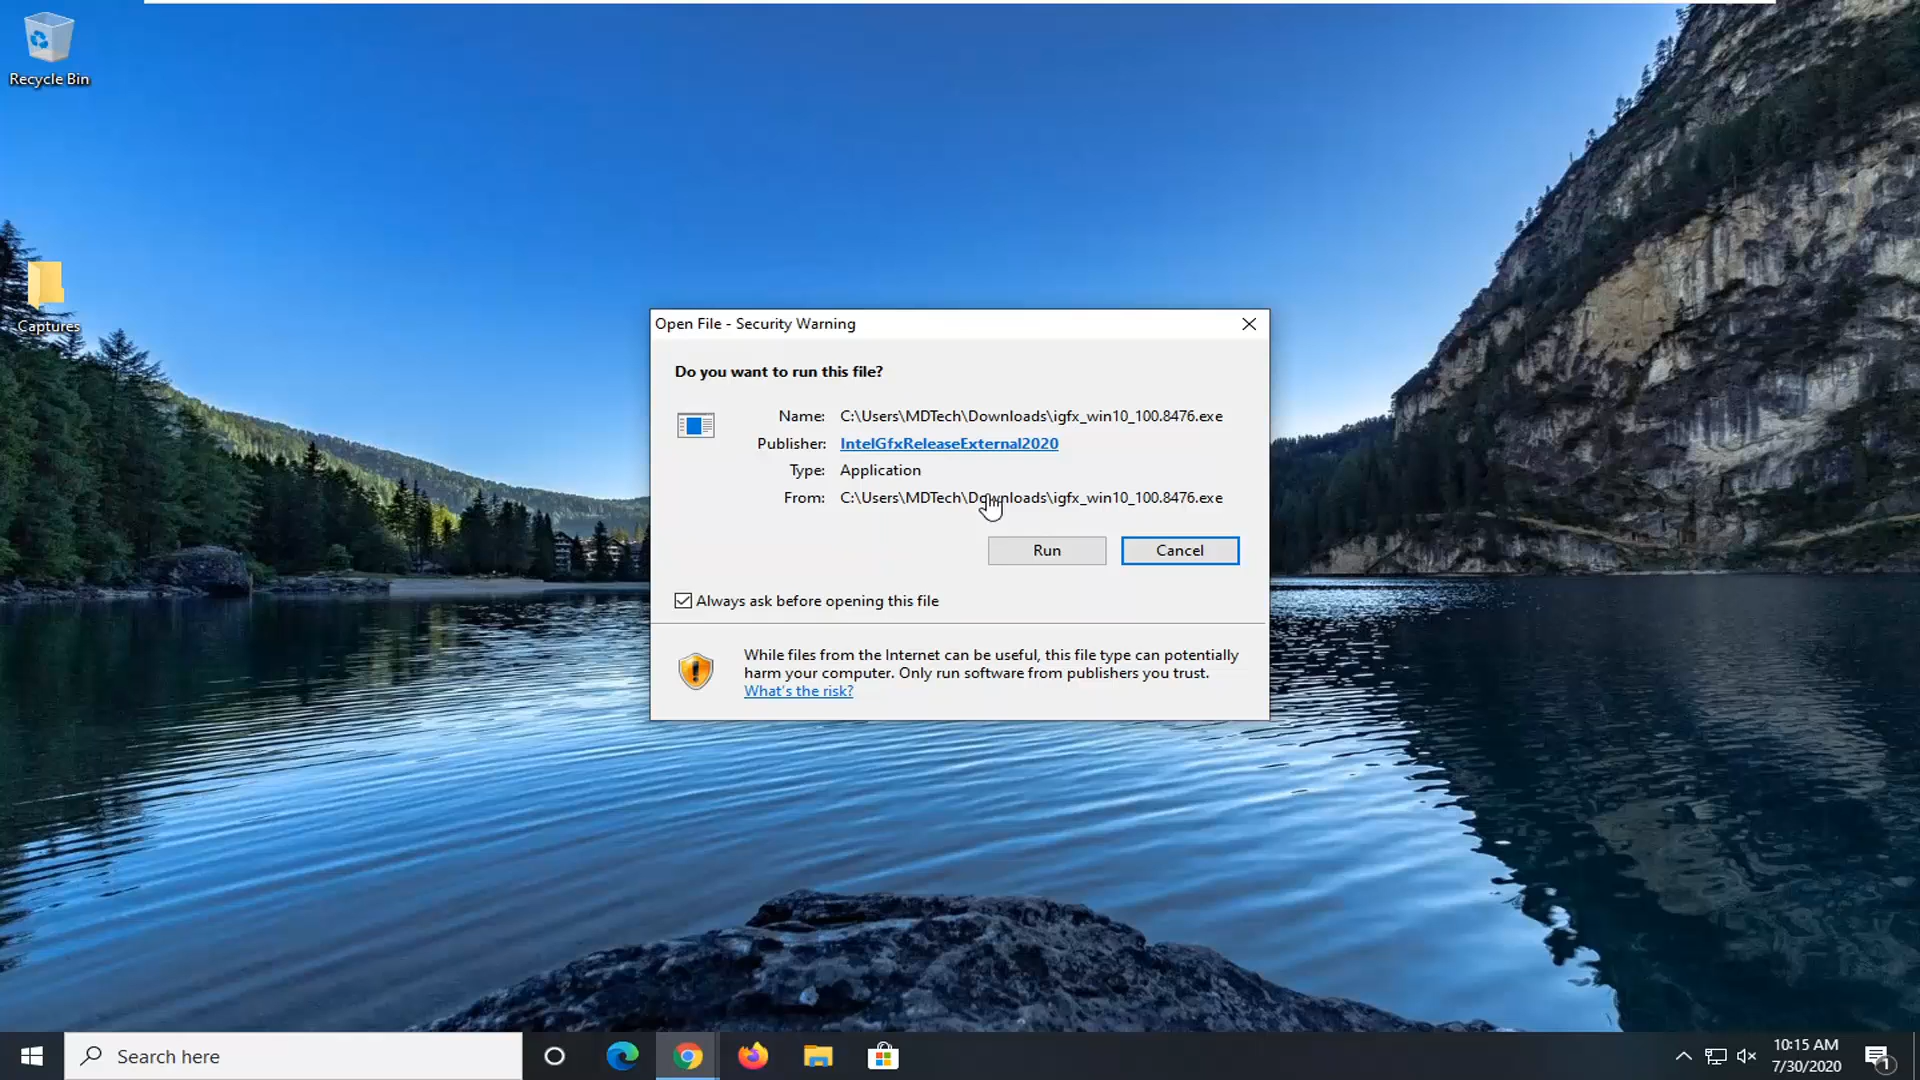 Recycle Bin
Captures
Open File - Security Warning
Do you want to run this file?
Name: C:\Users\MDTech\Downloads\igfx_win10_100.8476.exe
Publisher: IntelGfxReleaseExternal2020
Type: Application
From: C:\Users\MDTech\Downloads\igfx_win10_100.8476.exe
Run Cancel
Always ask before opening this file
While files from the Internet can be useful, this file type can potentially
harm your computer. Only run software from publishers you trust.
What's the risk?
Search here
10:15 AM
7/30/2020
1